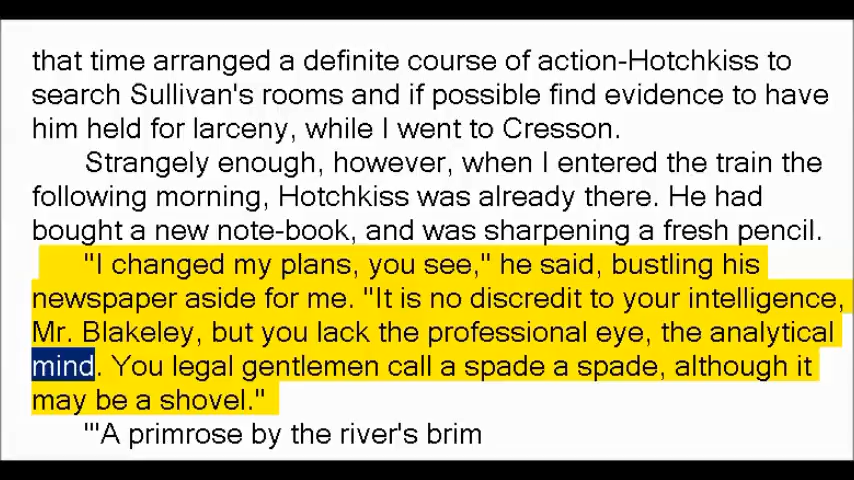 that time arranged a definite course of action-Hotchkiss to
search Sullivan's rooms and if possible find evidence to have
him held for larceny, while I went to Cresson.
Strangely enough, however, when I entered the train the
following morning, Hotchkiss was already there. He had
bought a new note-book, and was sharpening a fresh pencil.
"I changed my plans, you see," he said, bustling his
newspaper aside for me. "It is no discredit to your intelligence,
Mr. Blakeley, but you lack the professional eye, the analytical
mind. You legal gentlemen call a spade a spade, although it
may be a shovel."
"'A primrose by the river's brim